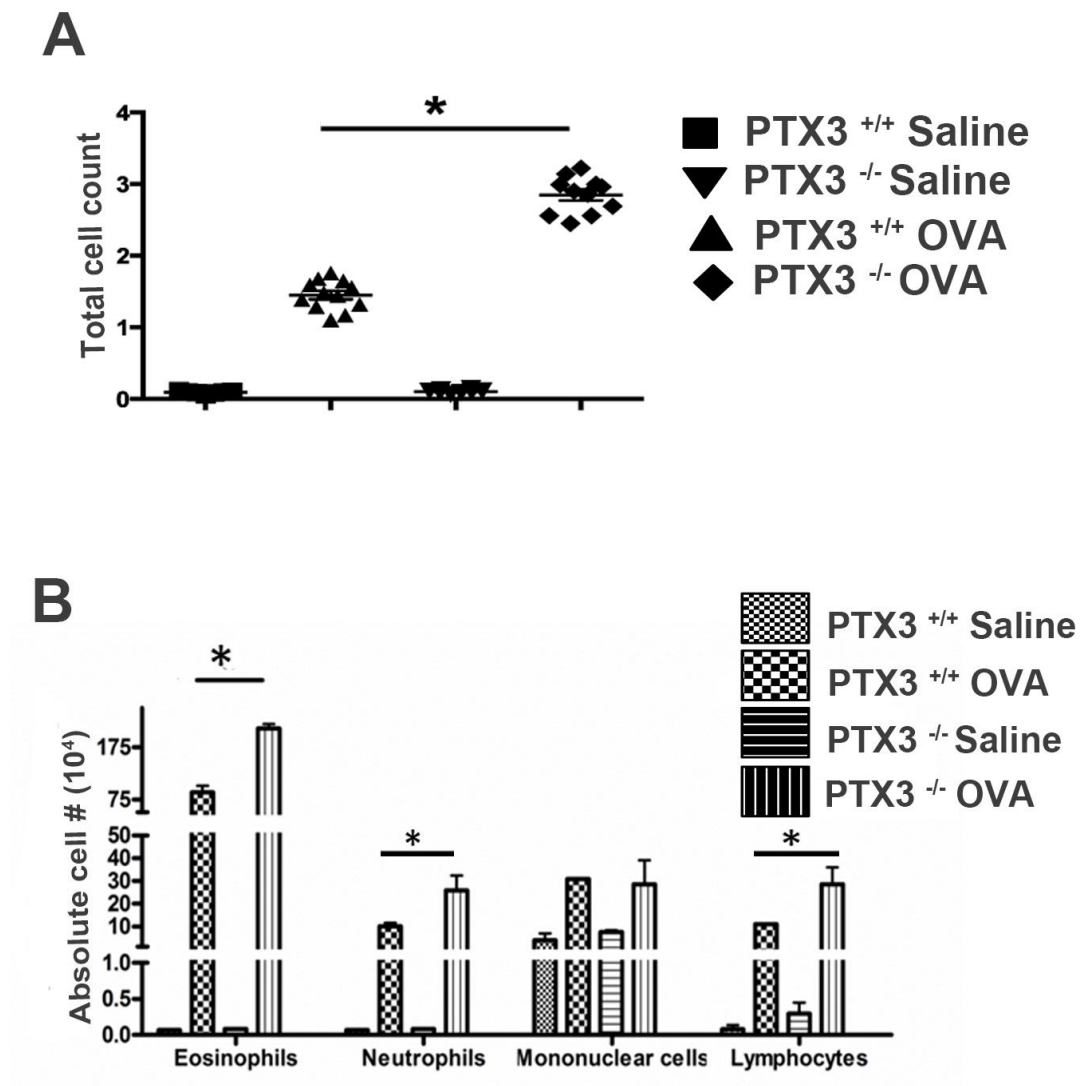 A
*
4
3
2
1
0
Total cell count
PTX3 +/+ Saline
PTX3 -/- Saline
PTX3 +/+ OVA
PTX3 -/- OVA
B
PTX3 +/+ Saline
PTX3 +/+ OVA
PTX3 -/- Saline
PTX3 -/- OVA
*
*
*
175
75
50
40
30
20
10
1.0
0.5
0.0
Absolute cell # (10⁴)
Eosinophils Neutrophils Mononuclear cells Lymphocytes